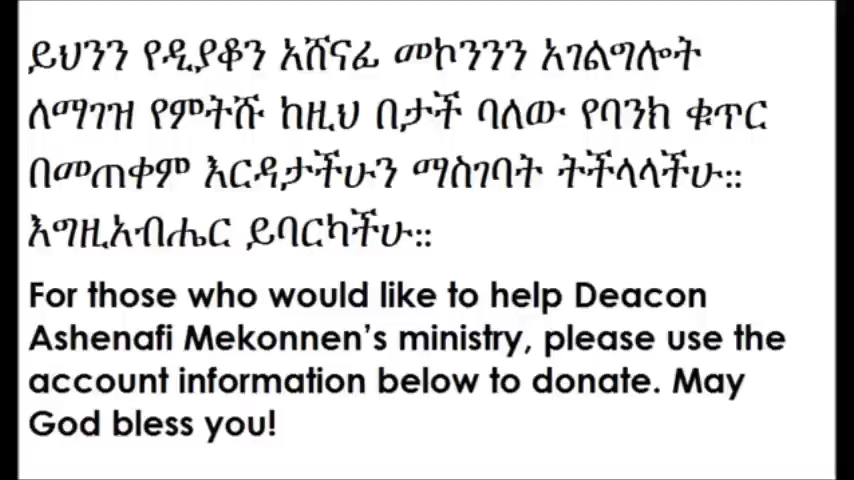 ይህንን የዲያቆን አሸናፊ መኮንንን አገልግሎት
ለማገዝ የምትሹ ከዚህ በታች ባለው የባንክ ቁጥር
በመጠቀም እርዳታችሁን ማስገባት ትችላላችሁ።
እግዚአብሔር ይባርካችሁ።
For those who would like to help Deacon
Ashenafi Mekonnen’s ministry, please use the
account information below to donate. May
God bless you!